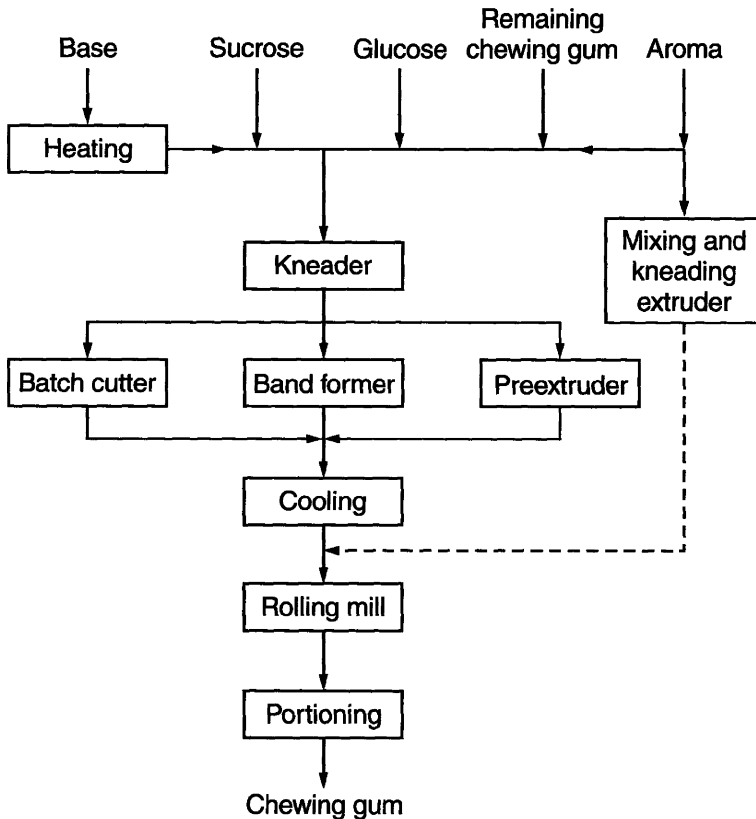 Base
Sucrose
Glucose
Remaining
chewing gum
Aroma
Heating
Mixing and
kneading
extruder
Kneader
Batch cutter
Band former
Preextruder
Cooling
Rolling mill
Portioning
Chewing gum